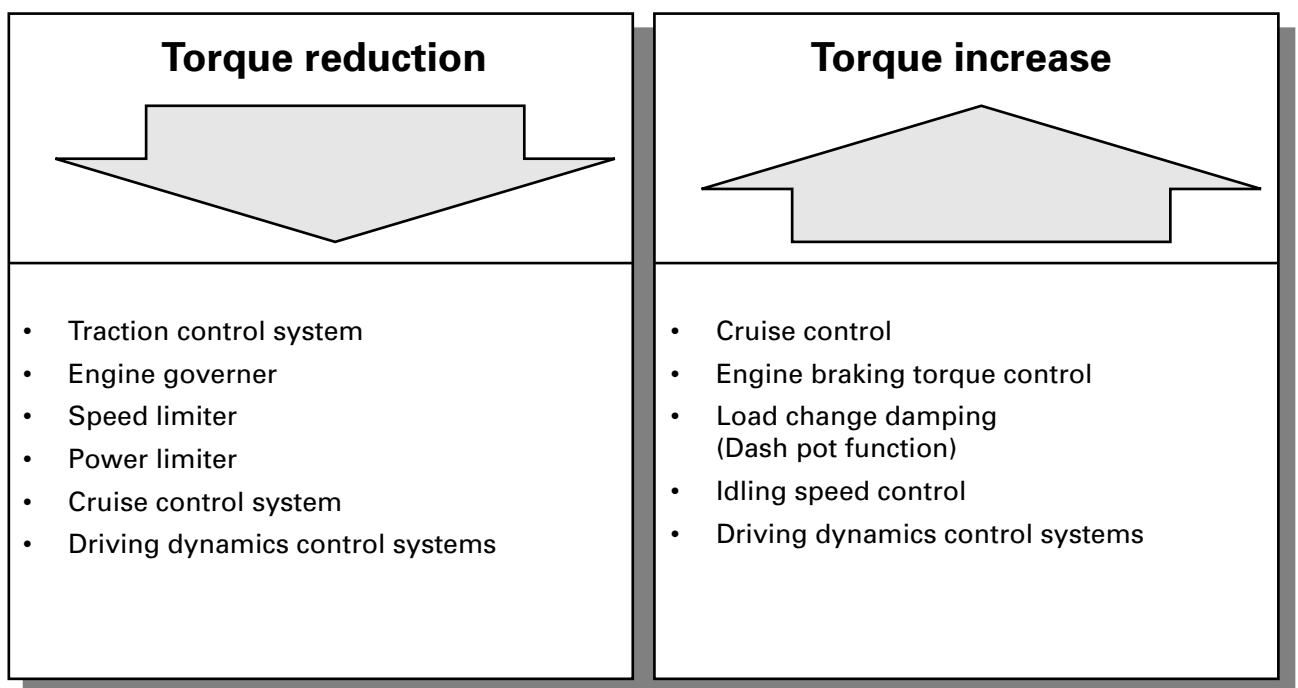 Torque reduction
• Traction control system
• Engine governer
• Speed limiter
• Power limiter
• Cruise control system
• Driving dynamics control systems
Torque increase
• Cruise control
• Engine braking torque control
• Load change damping
(Dash pot function)
• Idling speed control
• Driving dynamics control systems